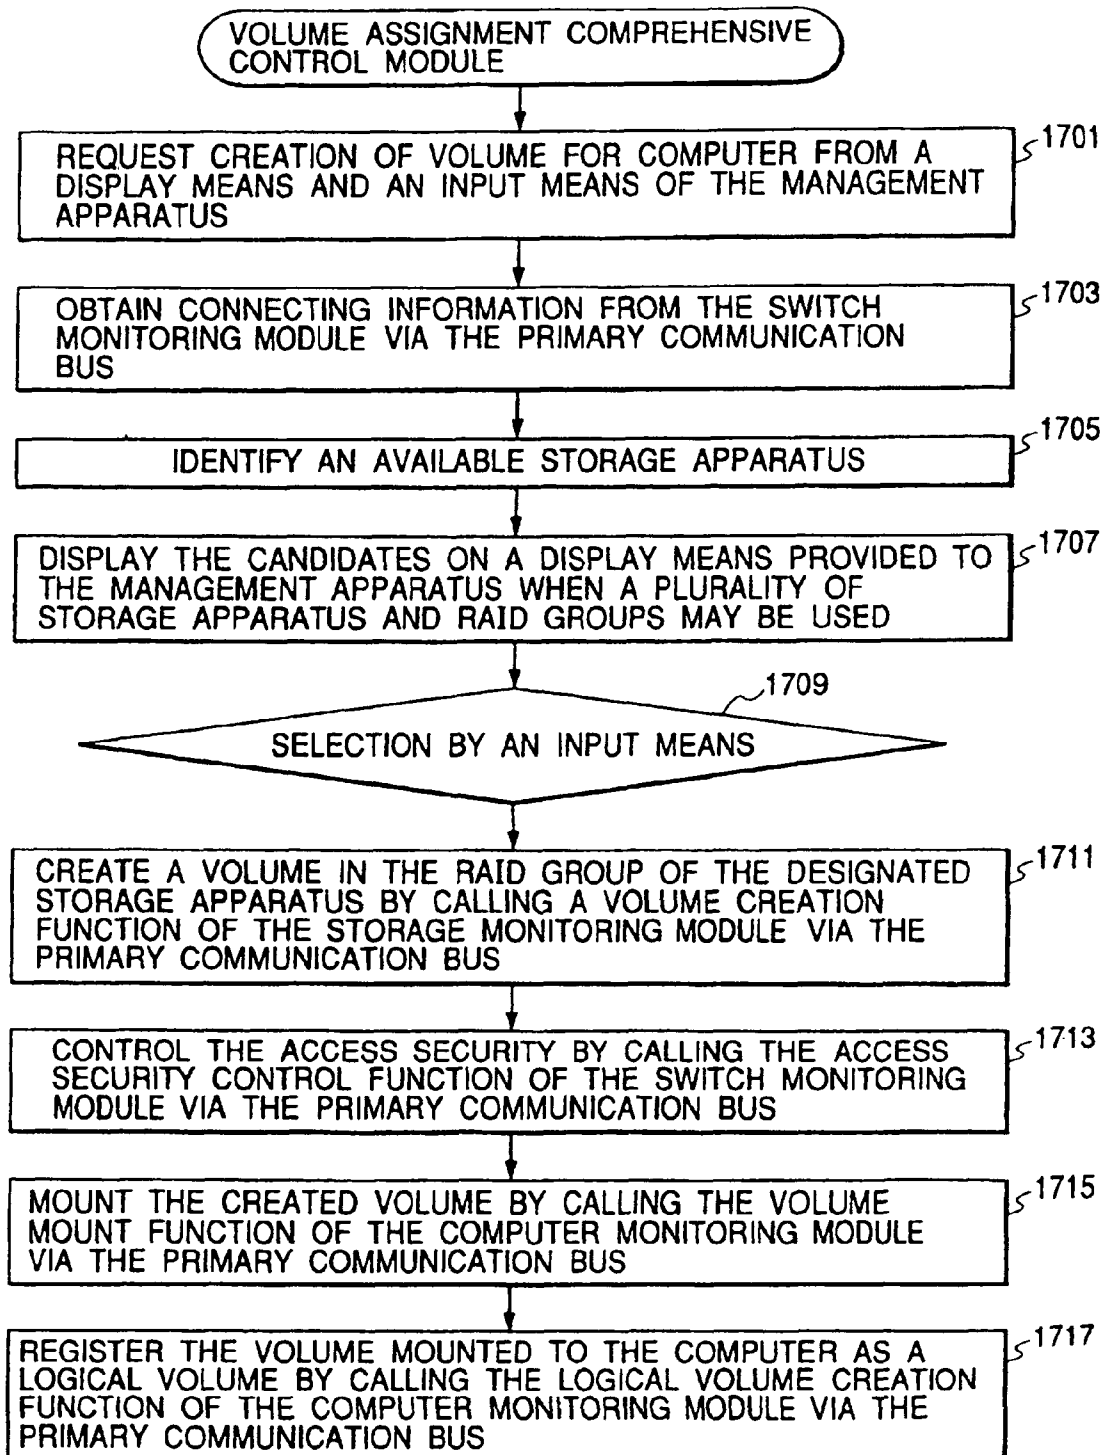 VOLUME ASSIGNMENT COMPREHENSIVE
CONTROL MODULE
1701
REQUEST CREATION OF VOLUME FOR COMPUTER FROM A
DISPLAY MEANS AND AN INPUT MEANS OF THE MANAGEMENT
APPARATUS
1703
OBTAIN CONNECTING INFORMATION FROM THE SWITCH
MONITORING MODULE VIA THE PRIMARY COMMUNICATION
BUS
1705
IDENTIFY AN AVAILABLE STORAGE APPARATUS
1707
DISPLAY THE CANDIDATES ON A DISPLAY MEANS PROVIDED TO
THE MANAGEMENT APPARATUS WHEN A PLURALITY OF
STORAGE APPARATUS AND RAID GROUPS MAY BE USED
1709
SELECTION BY AN INPUT MEANS
1711
CREATE A VOLUME IN THE RAID GROUP OF THE DESIGNATED
STORAGE APPARATUS BY CALLING A VOLUME CREATION
FUNCTION OF THE STORAGE MONITORING MODULE VIA THE
PRIMARY COMMUNICATION BUS
1713
CONTROL THE ACCESS SECURITY BY CALLING THE ACCESS
SECURITY CONTROL FUNCTION OF THE SWITCH MONITORING
MODULE VIA THE PRIMARY COMMUNICATION BUS
1715
MOUNT THE CREATED VOLUME BY CALLING THE VOLUME
MOUNT FUNCTION OF THE COMPUTER MONITORING MODULE
VIA THE PRIMARY COMMUNICATION BUS
1717
REGISTER THE VOLUME MOUNTED TO THE COMPUTER AS A
LOGICAL VOLUME BY CALLING THE LOGICAL VOLUME CREATION
FUNCTION OF THE COMPUTER MONITORING MODULE VIA THE
PRIMARY COMMUNICATION BUS